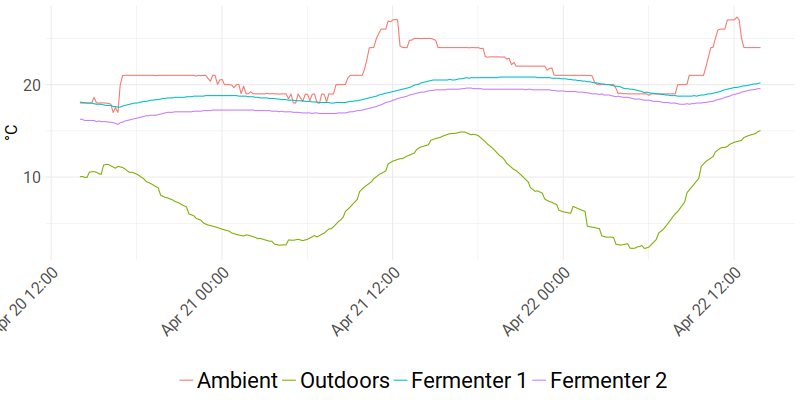 °C
20
10
pr 20 12:00
Apr 21 00:00
Apr 21 12:00
Apr 22 00:00
Apr 22 12:00
Ambient Outdoors Fermenter 1 Fermenter 2